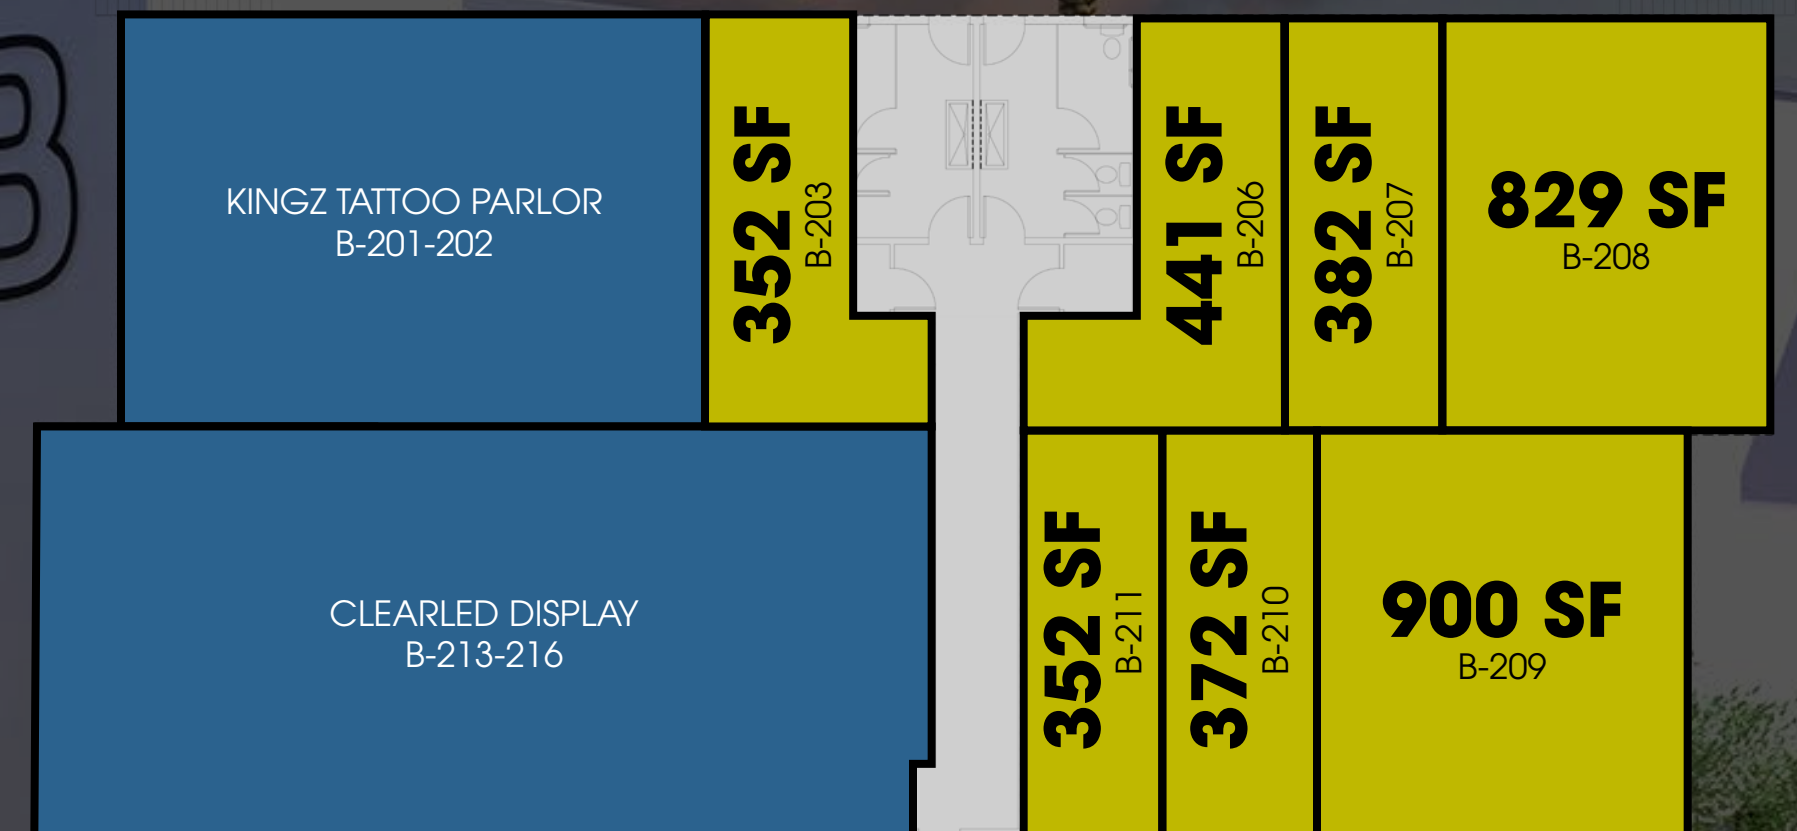 B
KINGZ TATTOO PARLOR
B-201-202
352 SF
B-203
441 SF
B-206
382 SF
B-207
829 SF
B-208
CLEARLED DISPLAY
B-213-216
352 SF
B-211
372 SF
B-210
900 SF
B-209